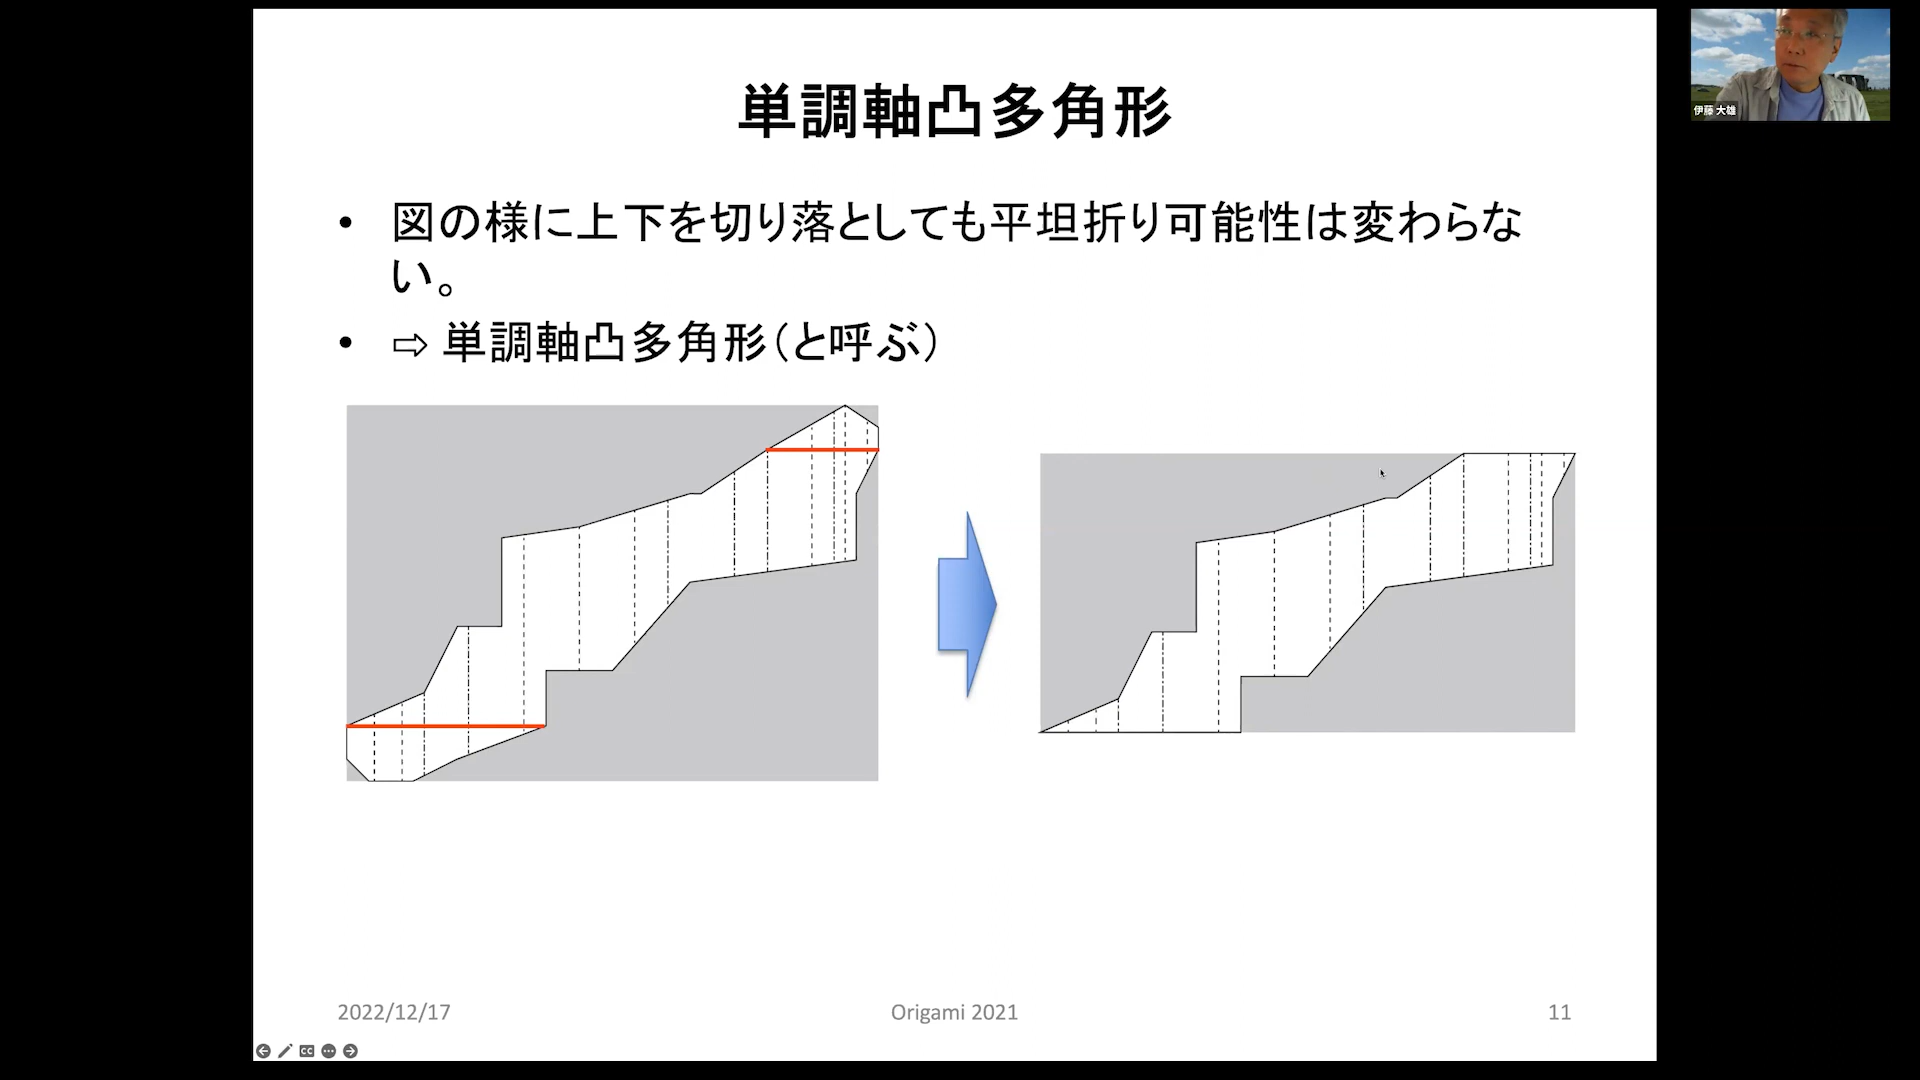 単調軸凸多角形
伊藤 大雄
• 図の様に上下を切り落としても平坦折り可能性は変わらな
い。
• ⇨ 単調軸凸多角形（と呼ぶ）
2022/12/17
Origami 2021
11
CC